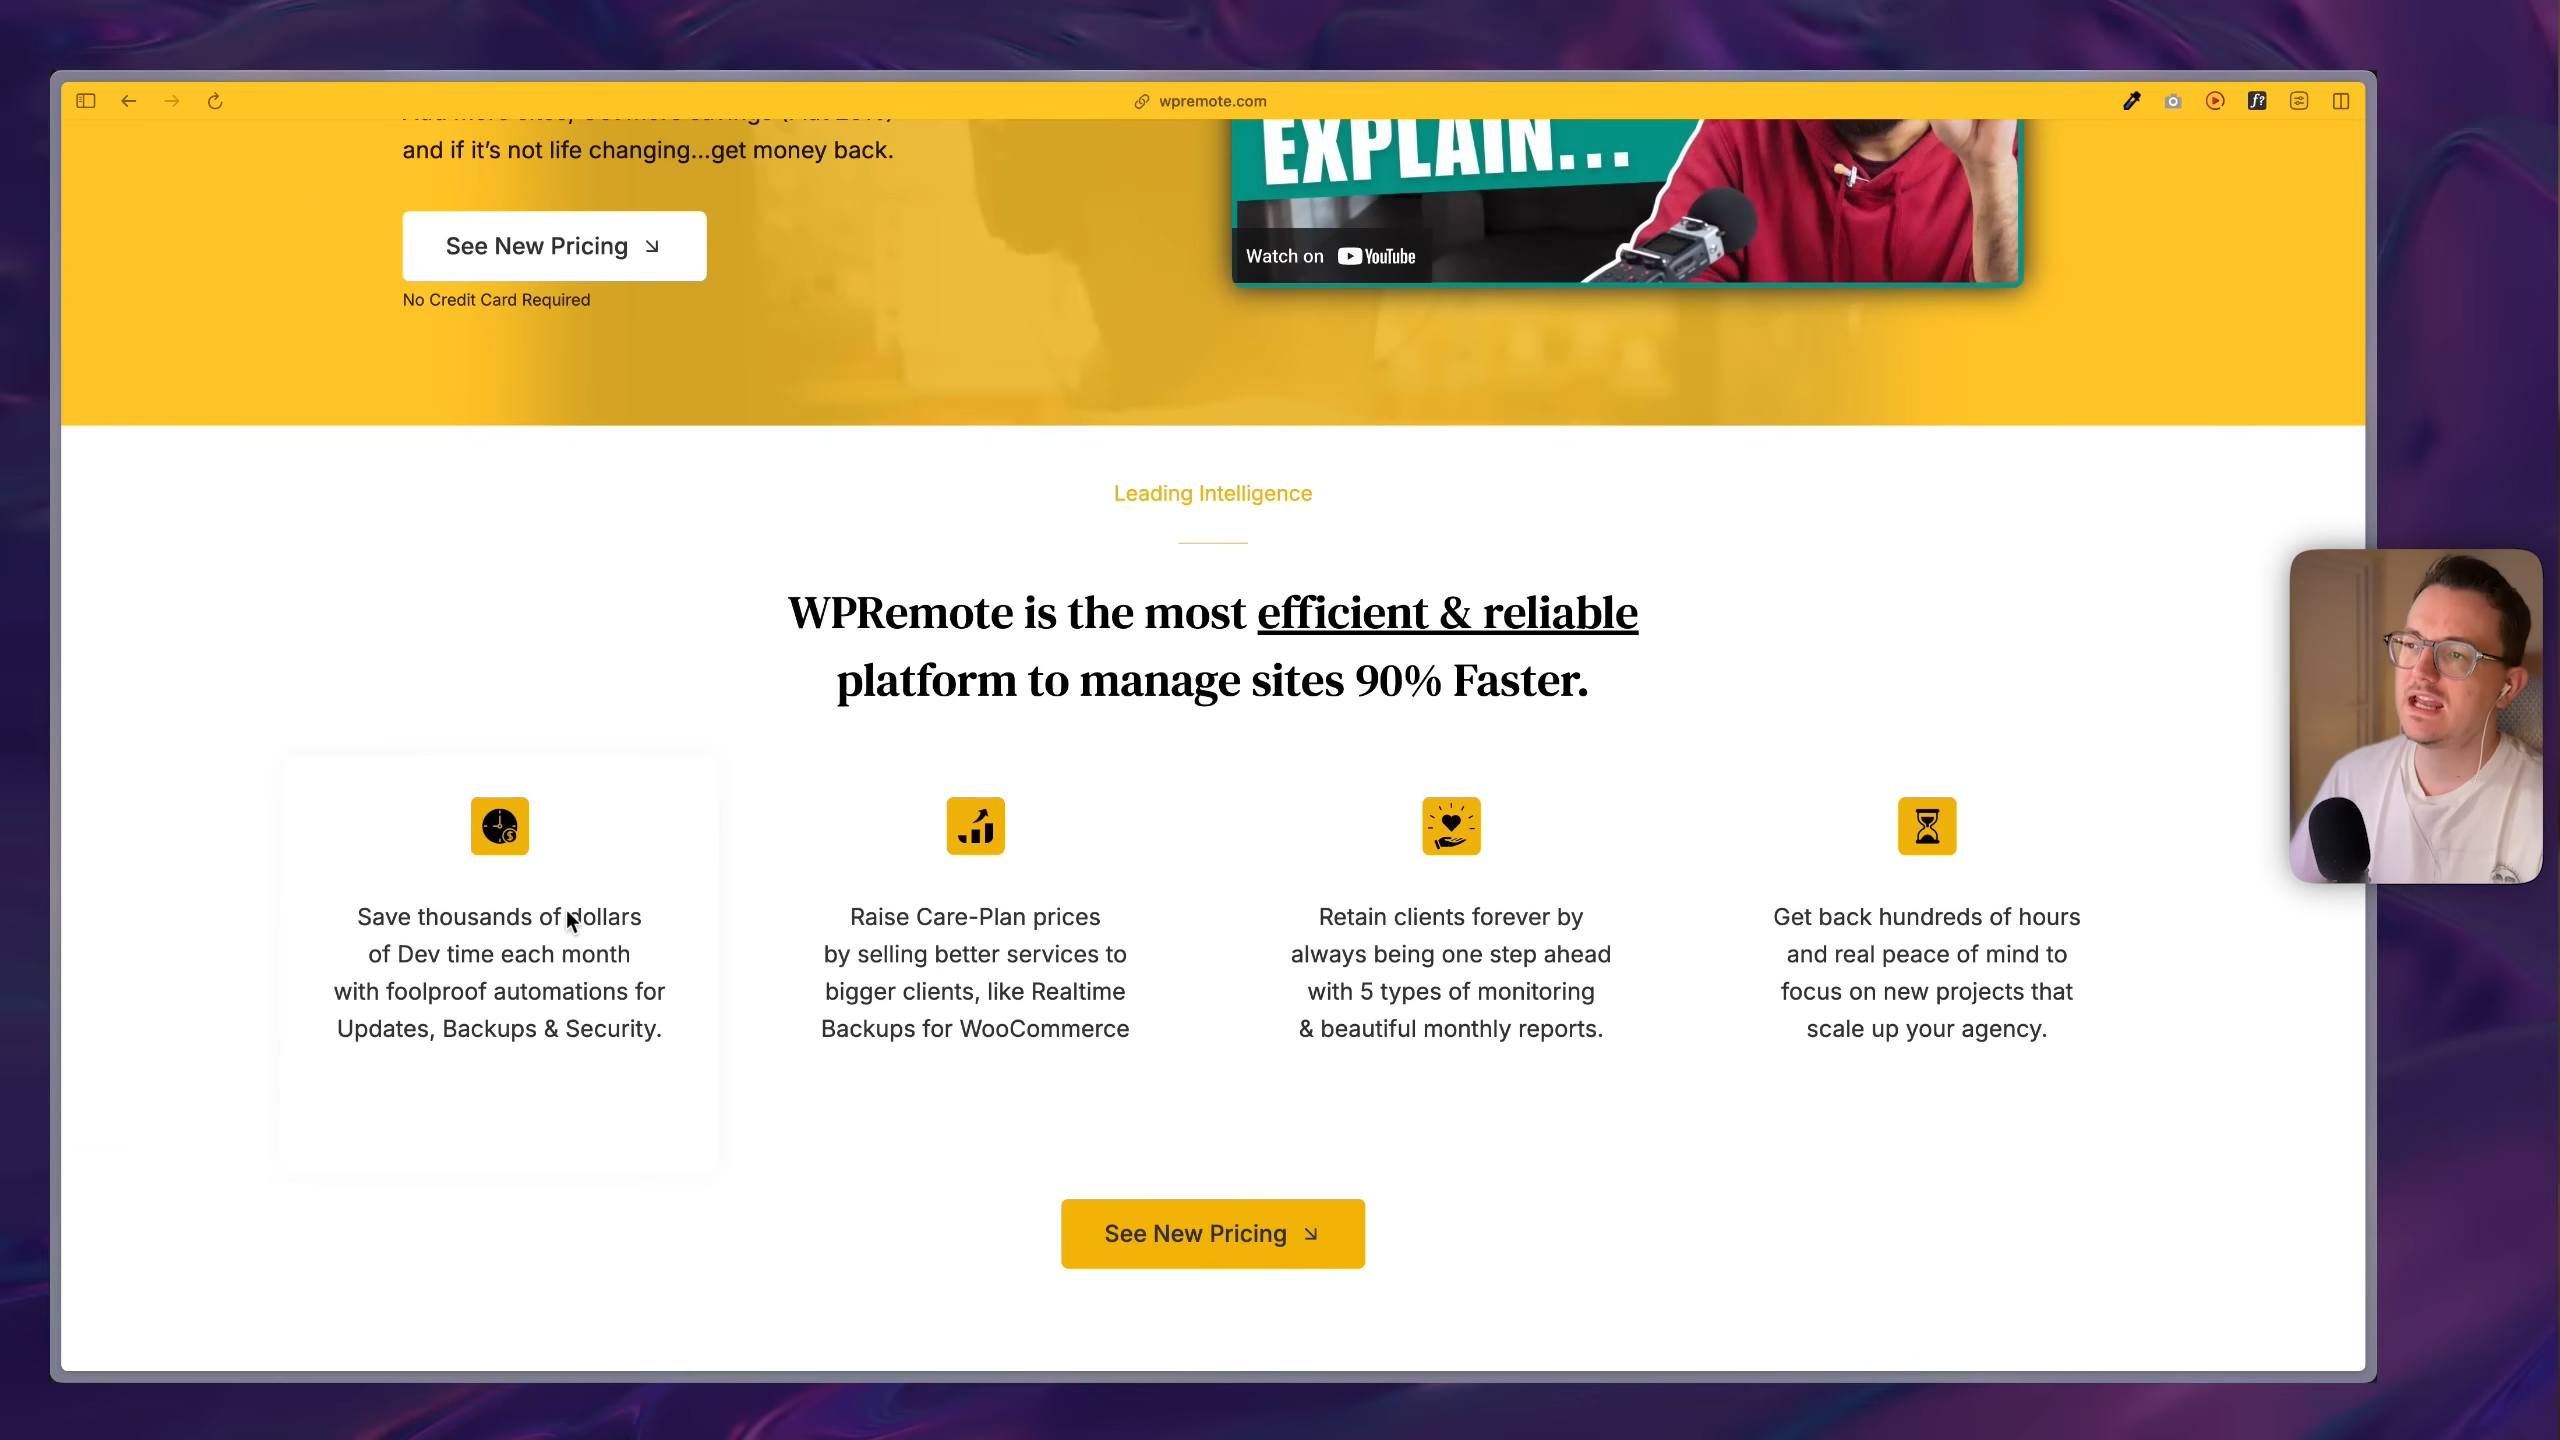 wpremote.com
and if it’s not life changing...get money back.
See New Pricing
No Credit Card Required
EXPLAIN...
Watch on YouTube
Leading Intelligence
WPRemote is the most efficient & reliable
platform to manage sites 90% Faster.
Save thousands of dollars
of Dev time each month
with foolproof automations for
Updates, Backups & Security.
Raise Care-Plan prices
by selling better services to
bigger clients, like Realtime
Backups for WooCommerce
Retain clients forever by
always being one step ahead
with 5 types of monitoring
& beautiful monthly reports.
Get back hundreds of hours
and real peace of mind to
focus on new projects that
scale up your agency.
See New Pricing